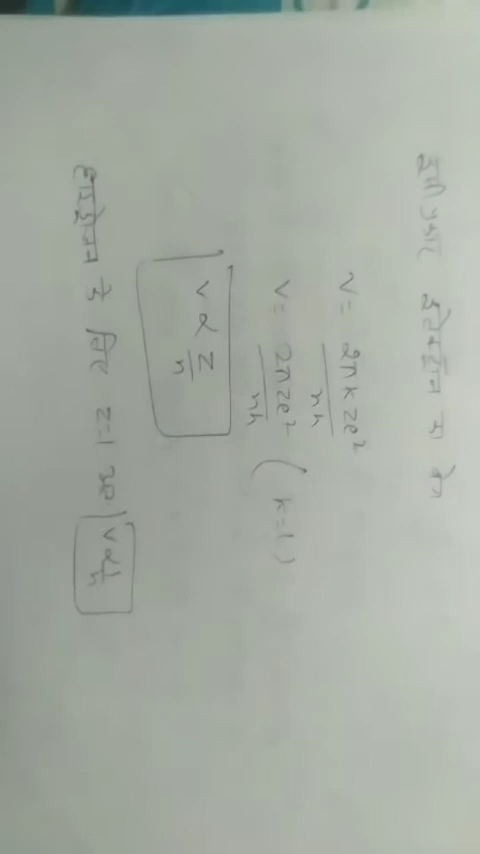 इसी प्रकार इलेक्ट्रॉन का वेग
v = 2πkze²/nh
v = 2πze²/nh (k=1)
v ∝ z/n
हाइड्रोजन के लिए z=1 अतः v ∝ 1/n